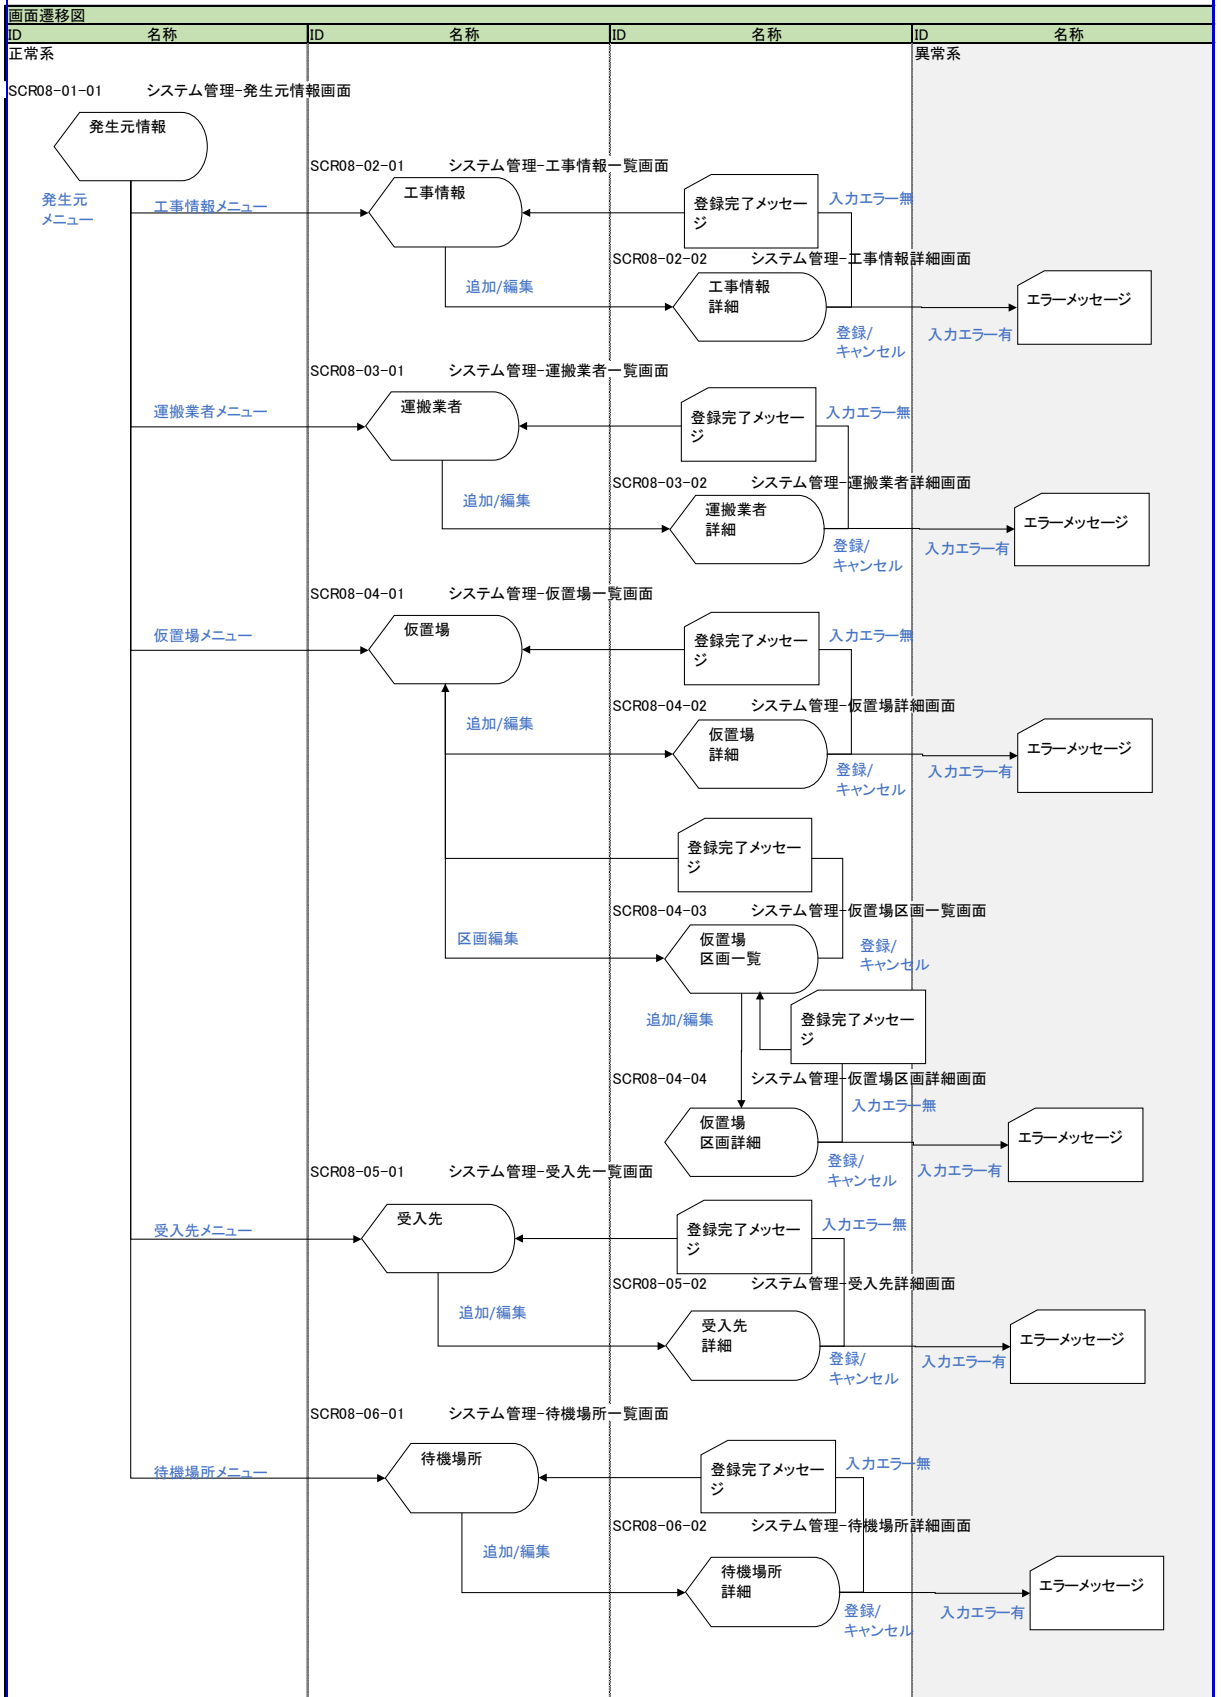 画面遷移図
ID 名称 ID 名称 ID 名称 ID 名称
正常系 異常系
SCR08-01-01 システム管理-発生元情報画面
発生元情報
発生元
メニュー
SCR08-02-01 システム管理-工事情報一覧画面
工事情報メニュー
工事情報
登録完了メッセー
ジ
入力エラー無
SCR08-02-02 システム管理-工事情報詳細画面
追加/編集
工事情報
詳細
登録/
キャンセル
入力エラー有
エラーメッセージ
SCR08-03-01 システム管理-運搬業者一覧画面
運搬業者メニュー
運搬業者
登録完了メッセー
ジ
入力エラー無
SCR08-03-02 システム管理-運搬業者詳細画面
追加/編集
運搬業者
詳細
登録/
キャンセル
入力エラー有
エラーメッセージ
SCR08-04-01 システム管理-仮置場一覧画面
仮置場メニュー
仮置場
登録完了メッセー
ジ
入力エラー無
SCR08-04-02 システム管理-仮置場詳細画面
追加/編集
仮置場
詳細
登録/
キャンセル
入力エラー有
エラーメッセージ
登録完了メッセー
ジ
SCR08-04-03 システム管理-仮置場区画一覧画面
区画編集
仮置場
区画一覧
登録/
キャンセル
追加/編集
登録完了メッセー
ジ
SCR08-04-04 システム管理-仮置場区画詳細画面
入力エラー無
仮置場
区画詳細
登録/
キャンセル
入力エラー有
エラーメッセージ
SCR08-05-01 システム管理-受入先一覧画面
受入先メニュー
受入先
登録完了メッセー
ジ
入力エラー無
SCR08-05-02 システム管理-受入先詳細画面
追加/編集
受入先
詳細
登録/
キャンセル
入力エラー有
エラーメッセージ
SCR08-06-01 システム管理-待機場所一覧画面
待機場所メニュー
待機場所
登録完了メッセー
ジ
入力エラー無
SCR08-06-02 システム管理-待機場所詳細画面
追加/編集
待機場所
詳細
登録/
キャンセル
入力エラー有
エラーメッセージ